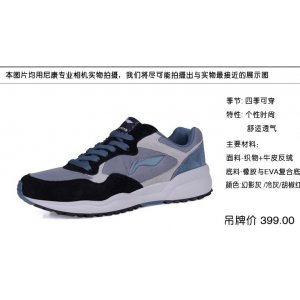 本图片均用尼康专业相机实物拍摄，我们将尽可能拍摄出与实物最接近的展示图
季节: 四季可穿
特性: 个性时尚
舒适透气
主要材料:
面料-织物+牛皮反绒
底料-橡胶与EVA复合底
颜色:幻影灰/冷灰/胡椒红
吊牌价 399.00